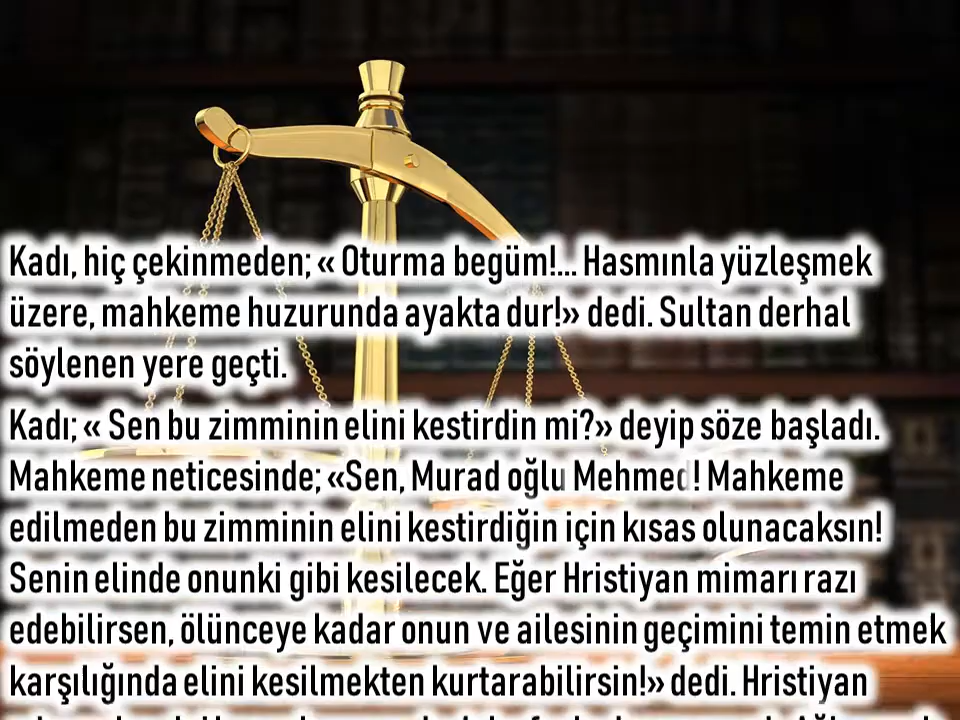 Kadı, hiç çekinmeden; « Oturma begüm!... Hasmınla yüzleşmek
üzere, mahkeme huzurunda ayakta dur!» dedi. Sultan derhal
söylenen yere geçti.
Kadı; « Sen bu zimminin elini kestirdin mi?» deyip söze başladı.
Mahkeme neticesinde; «Sen, Murad oğlu Mehmed! Mahkeme
edilmeden bu zimminin elini kestirdiğin için kısas olunacaksın!
Senin elinde onunki gibi kesilecek. Eğer Hristiyan mimarı razı
edebilirsen, ölünceye kadar onun ve ailesinin geçimini temin etmek
karşılığında elini kesilmekten kurtarabilirsin!» dedi. Hristiyan